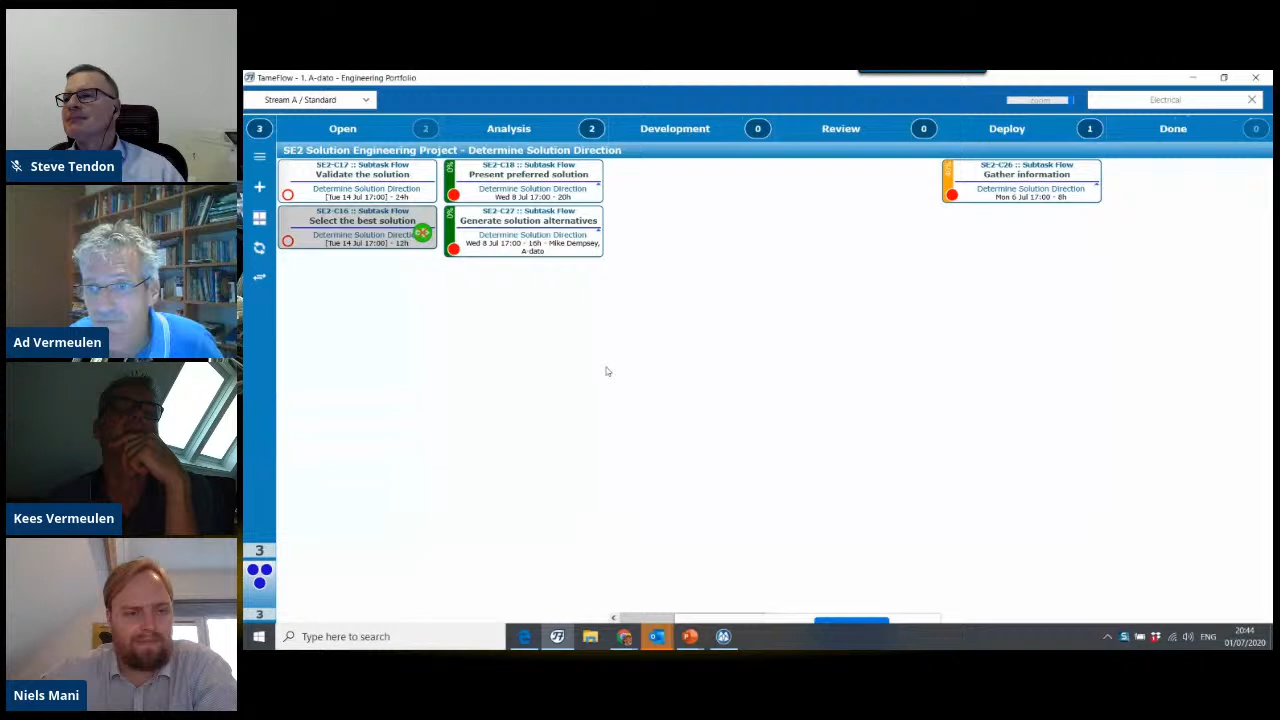 Steve Tendon
Ad Vermeulen
Kees Vermeulen
Niels Mani
TameFlow - 1. A-dato - Engineering Portfolio
Stream A / Standard
zoom
Electrical
3 Open 2 Analysis 2 Development 0 Review 0 Deploy 1 Done 0
SE2 Solution Engineering Project - Determine Solution Direction
SE2-C17 :: Subtask Flow
Validate the solution
Determine Solution Direction
[Tue 14 Jul 17:00] - 24h
SE2-C16 :: Subtask Flow
Select the best solution
Determine Solution Directi
[Tue 14 Jul 17:00] - 12h
0%
SE2-C18 :: Subtask Flow
Present preferred solution
Determine Solution Direction
Wed 8 Jul 17:00 - 20h
0%
SE2-C27 :: Subtask Flow
Generate solution alternatives
Determine Solution Direction
Wed 8 Jul 17:00 - 16h - Mike Dempsey,
A-dato
SE2-C26 :: Subtask Flow
Gather information
Determine Solution Direction
Mon 6 Jul 17:00 - 8h
3
3
Type here to search
ENG
20:44
01/07/2020